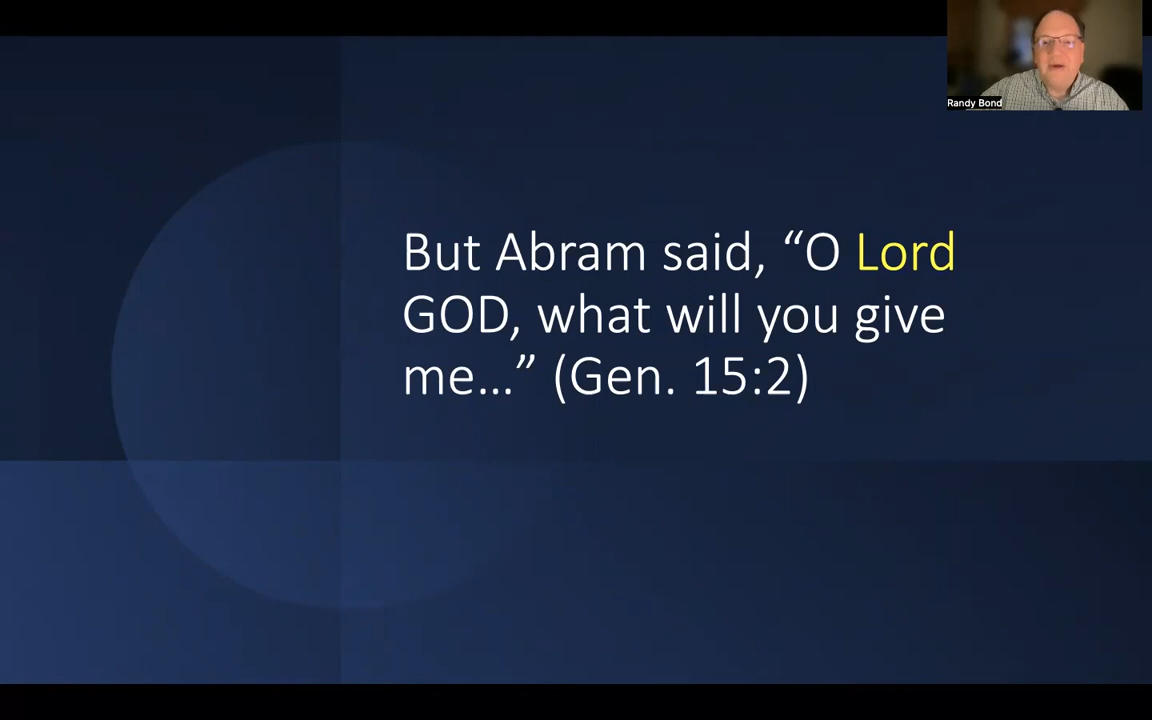 Randy Bond
But Abram said, “O Lord
GOD, what will you give
me…” (Gen. 15:2)